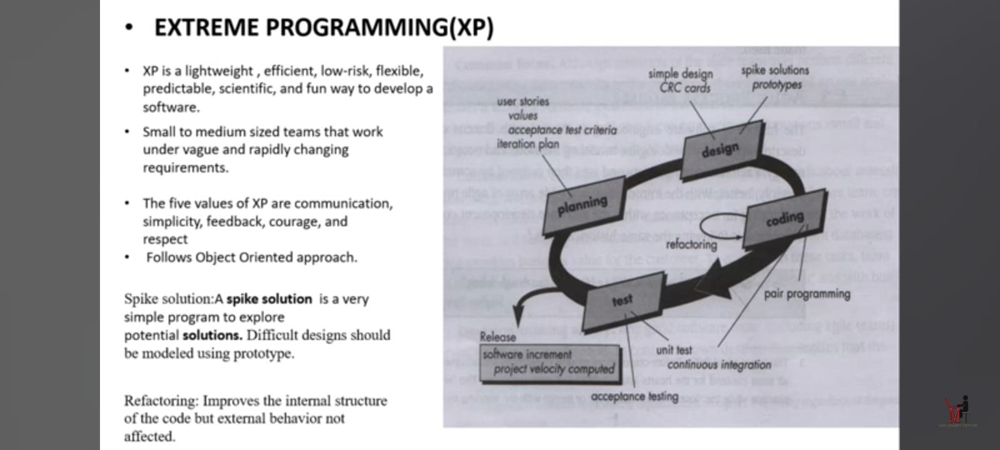 • EXTREME PROGRAMMING(XP)
• XP is a lightweight , efficient, low-risk, flexible,
predictable, scientific, and fun way to develop a
software.
• Small to medium sized teams that work
under vague and rapidly changing
requirements.
• The five values of XP are communication,
simplicity, feedback, courage, and
respect
• Follows Object Oriented approach.
Spike solution:A spike solution is a very
simple program to explore
potential solutions. Difficult designs should
be modeled using prototype.
Refactoring: Improves the internal structure
of the code but external behavior not
affected.
simple design
CRC cards
spike solutions
prototypes
user stories
values
acceptance test criteria
iteration plan
design
planning
coding
refactoring
test
pair programming
Release
software increment
project velocity computed
unit test
continuous integration
acceptance testing
M